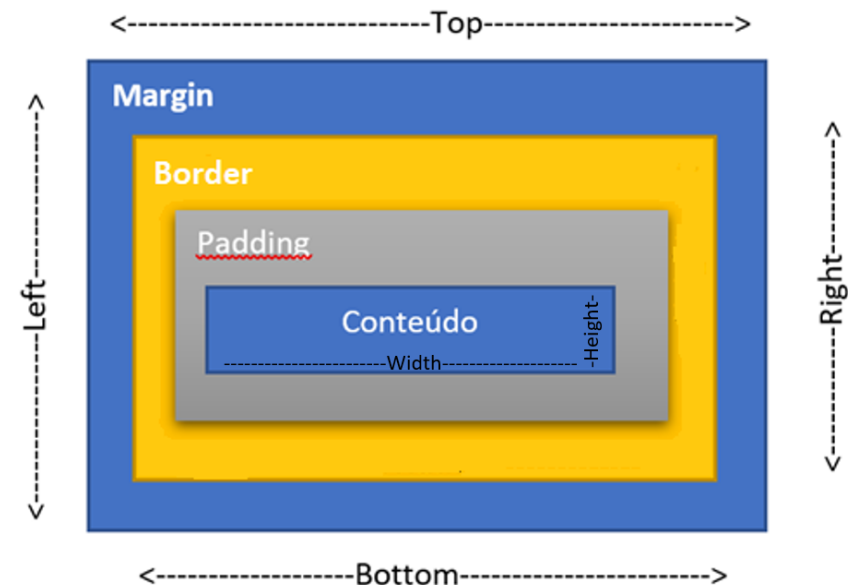 <-----------------------------Top------------------------>
Margin
Border
Padding
Conteúdo
-Height-
------------------------Width--------------------
<-----------------Left------------------>
<-------------Right------------------->
<-------------------Bottom------------------------>